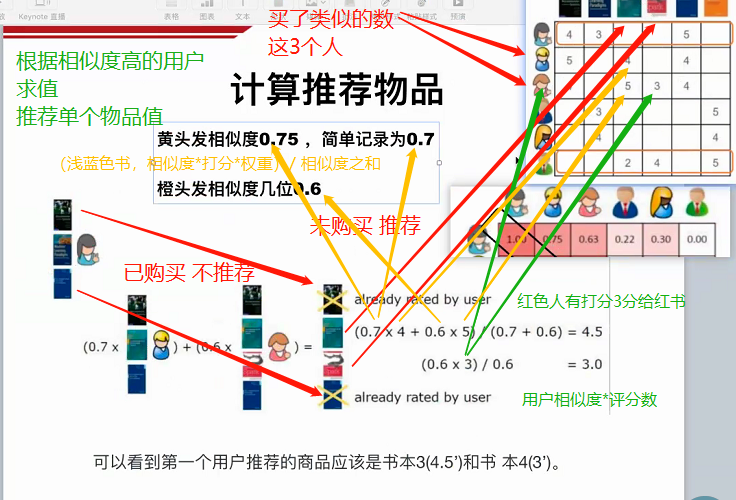 Keynote 直播
表格
图表
文本
预演
买了类似的数
这3个人
根据相似度高的用户
求值
推荐单个物品值
计算推荐物品
黄头发相似度0.75 ，简单记录为0.7
(浅蓝色书，相似度*打分*权重) / 相似度之和
橙头发相似度几位0.6
未购买 推荐
已购买 不推荐
4 3 5
5 4 4
5 3 4
3 5
4
2 4 5
1.00 0.75 0.63 0.22 0.30 0.00
already rated by user
红色人有打分3分给红书
(0.7 x ) + (0.6 x ) =
(0.7 x 4 + 0.6 x 5) / (0.7 + 0.6) = 4.5
(0.6 x 3) / 0.6 = 3.0
already rated by user
用户相似度*评分数
可以看到第一个用户推荐的商品应该是书本3(4.5')和书 本4(3')。